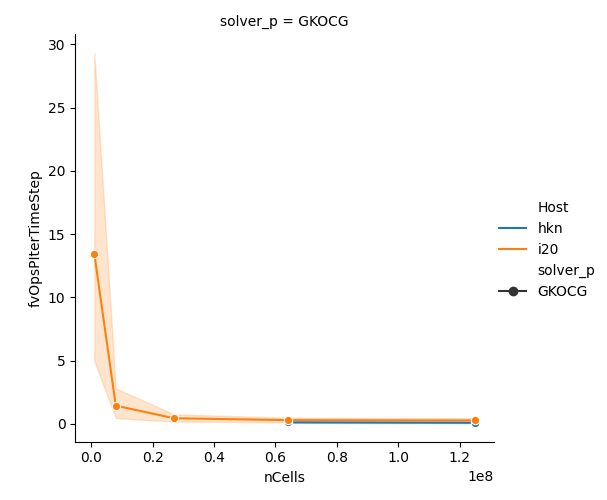 solver_p = GKOCG
30
25
20
15
10
5
0
fvOpsPIterTimeStep
0.0 0.2 0.4 0.6 0.8 1.0 1.2
1e8
nCells
Host
hkn
i20
solver_p
GKOCG